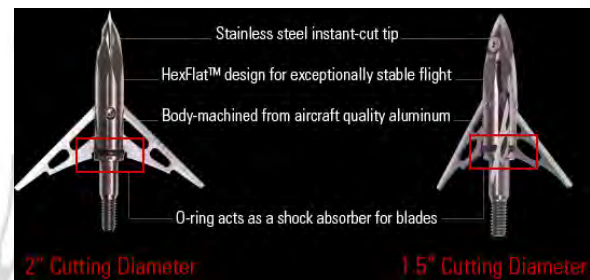 Stainless steel instant-cut tip
HexFlat™ design for exceptionally stable flight
Body-machined from aircraft quality aluminum
O-ring acts as a shock absorber for blades
2" Cutting Diameter
1.5" Cutting Diameter